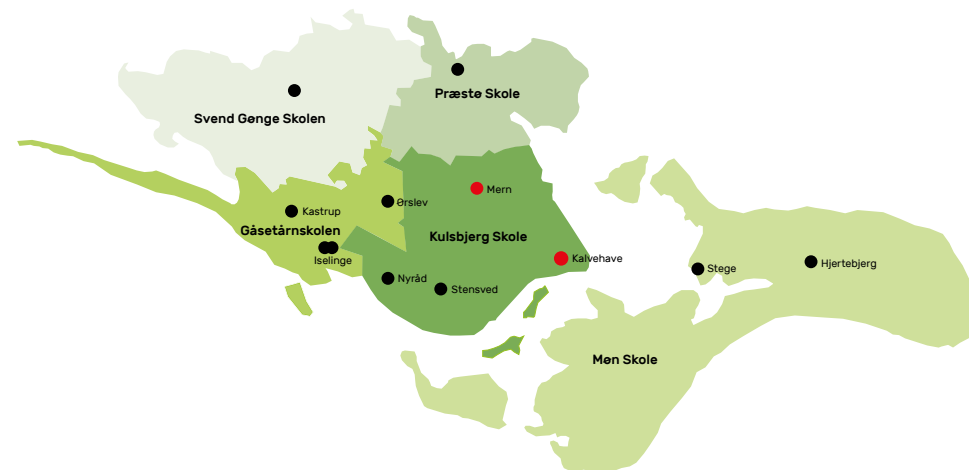 Præstø Skole
Svend Gønge Skolen
Mern
Ørslev
Kastrup
Gåsetårnskolen
Kulsbjerg Skole
Iselinge
Kalvehave
Hjertebjerg
Stege
Nyråd
Stensved
Møn Skole